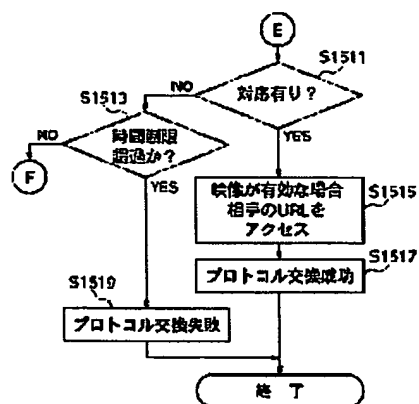 E
S1511
対応有り?
NO
YES
S1513
時間制限
超過か?
NO
YES
F
映像が有効な場合
相手のURLを
アクセス
S1515
プロトコル交換成功
S1517
S1519
プロトコル交換失敗
終 了